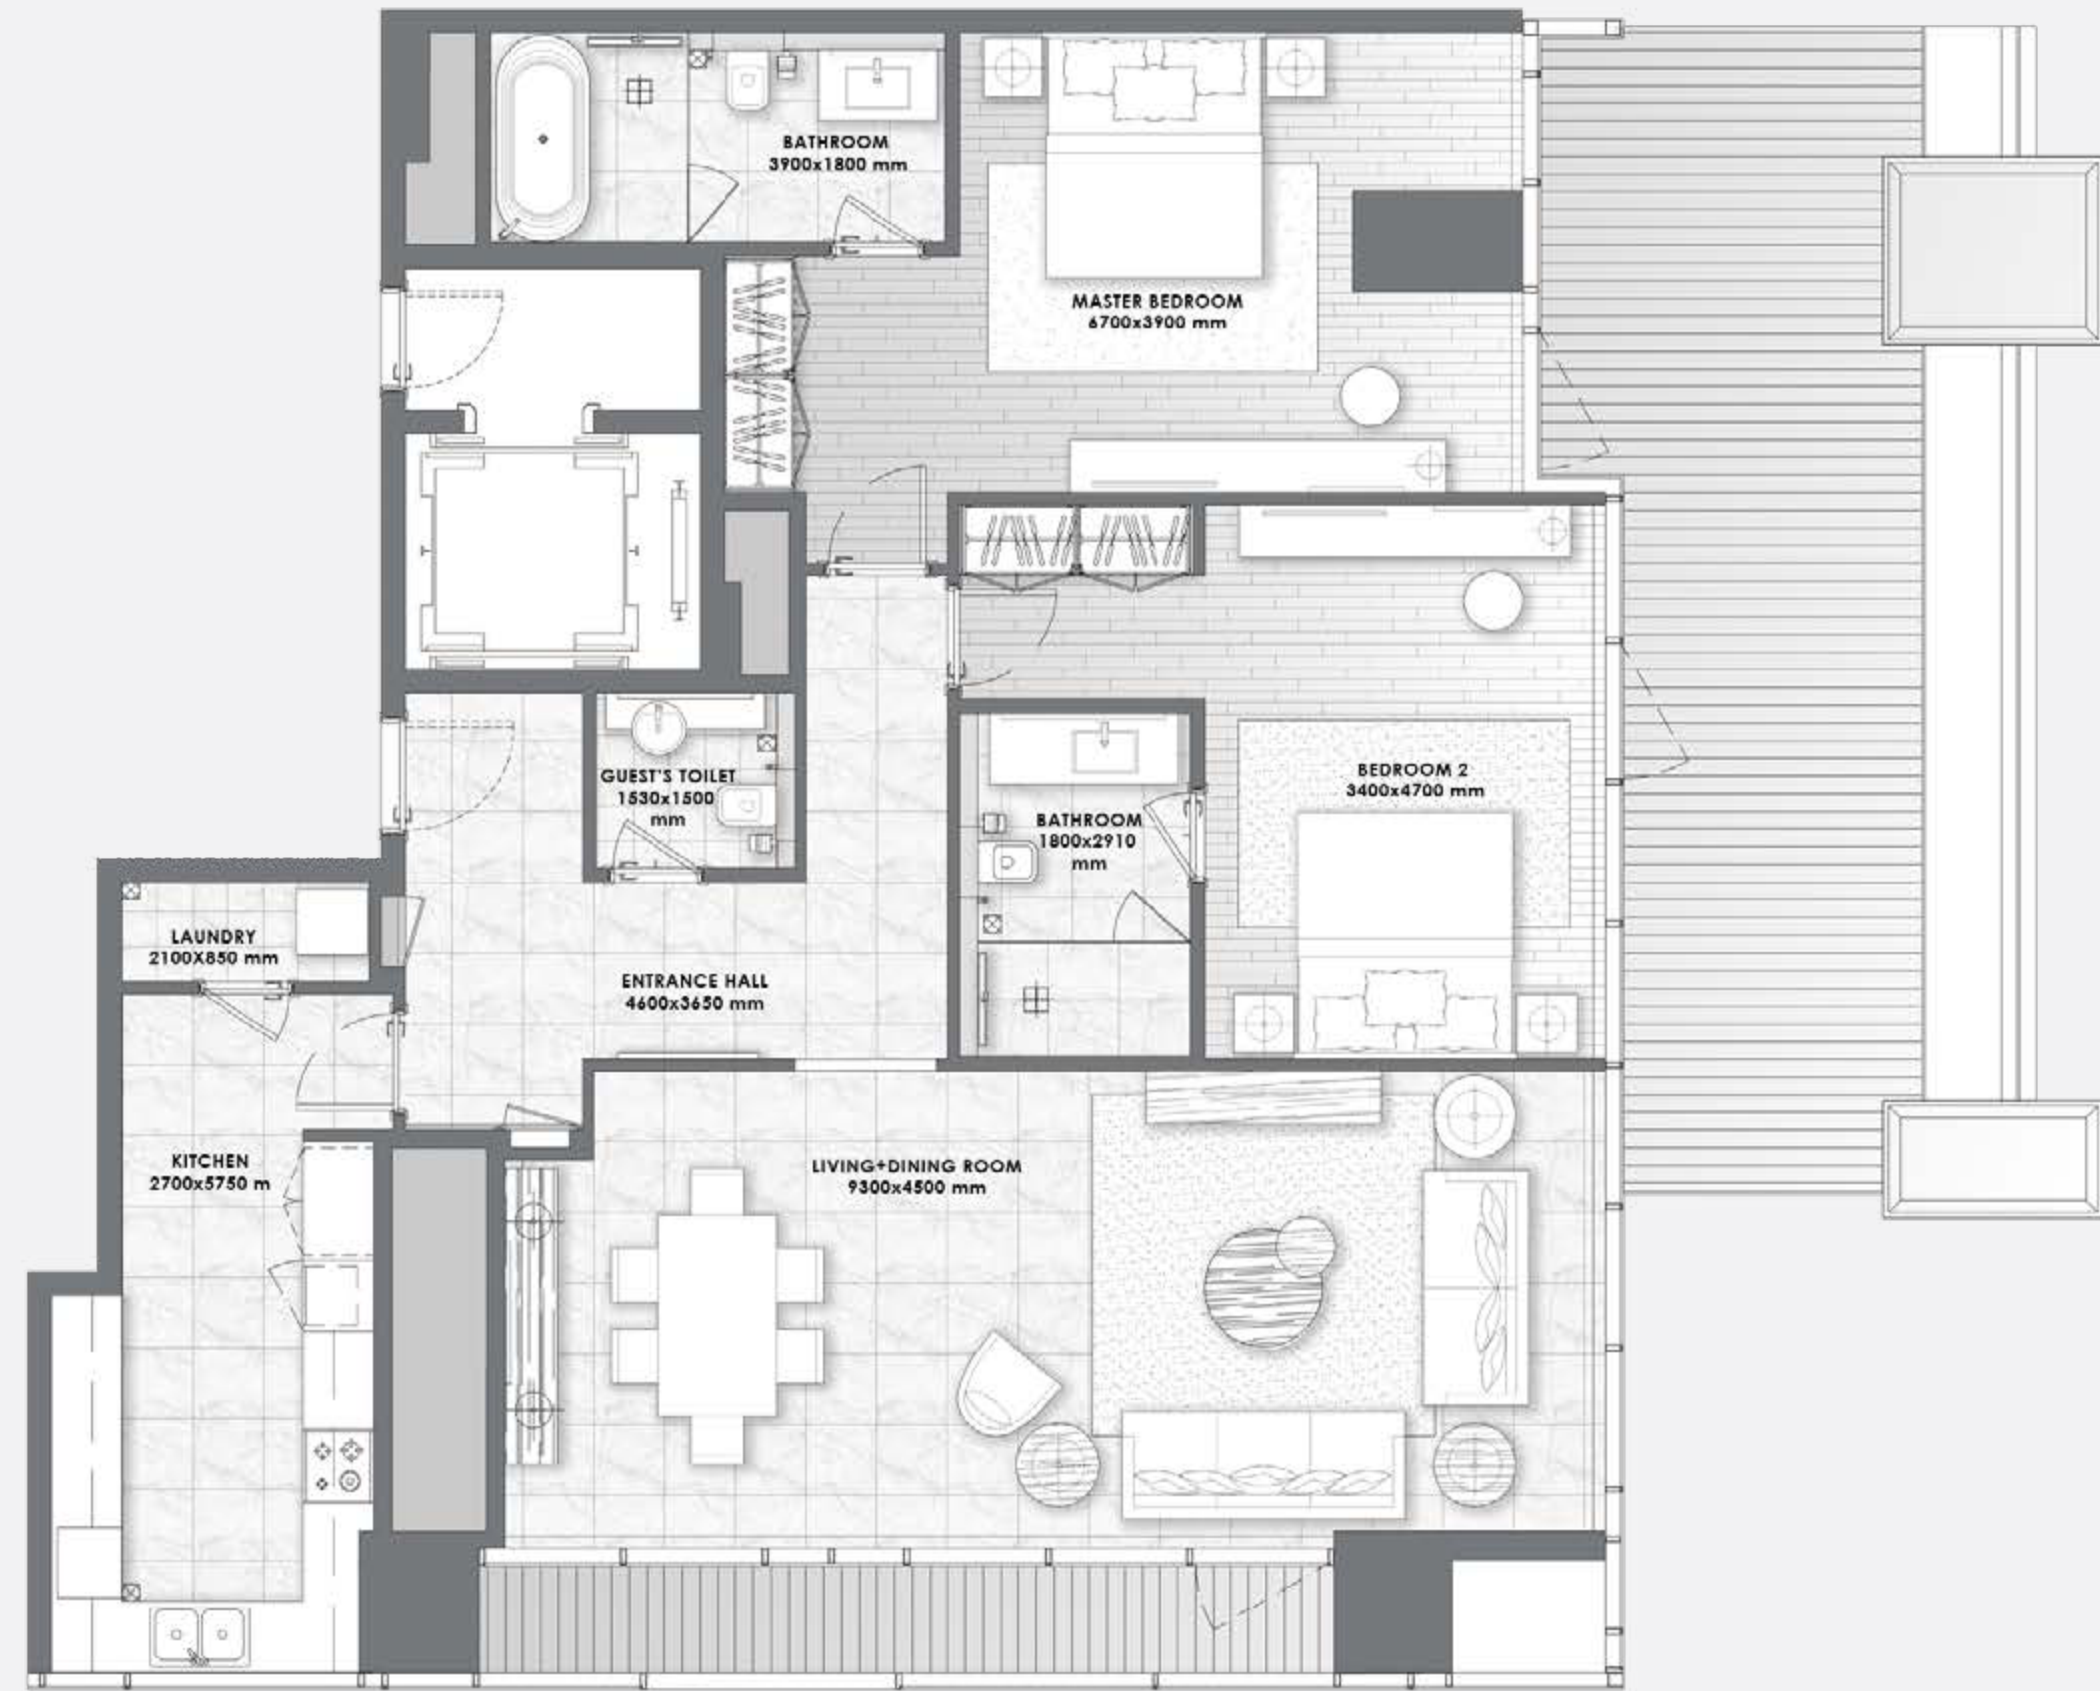 BATHROOM
3900x1800 mm
MASTER BEDROOM
6700x3900 mm
GUEST'S TOILET
1530x1500
mm
BEDROOM 2
3400x4700 mm
BATHROOM
1800x2910
mm
LAUNDRY
2100X850 mm
ENTRANCE HALL
4600x3650 mm
KITCHEN
2700x5750 m
LIVING+DINING ROOM
9300x4500 mm